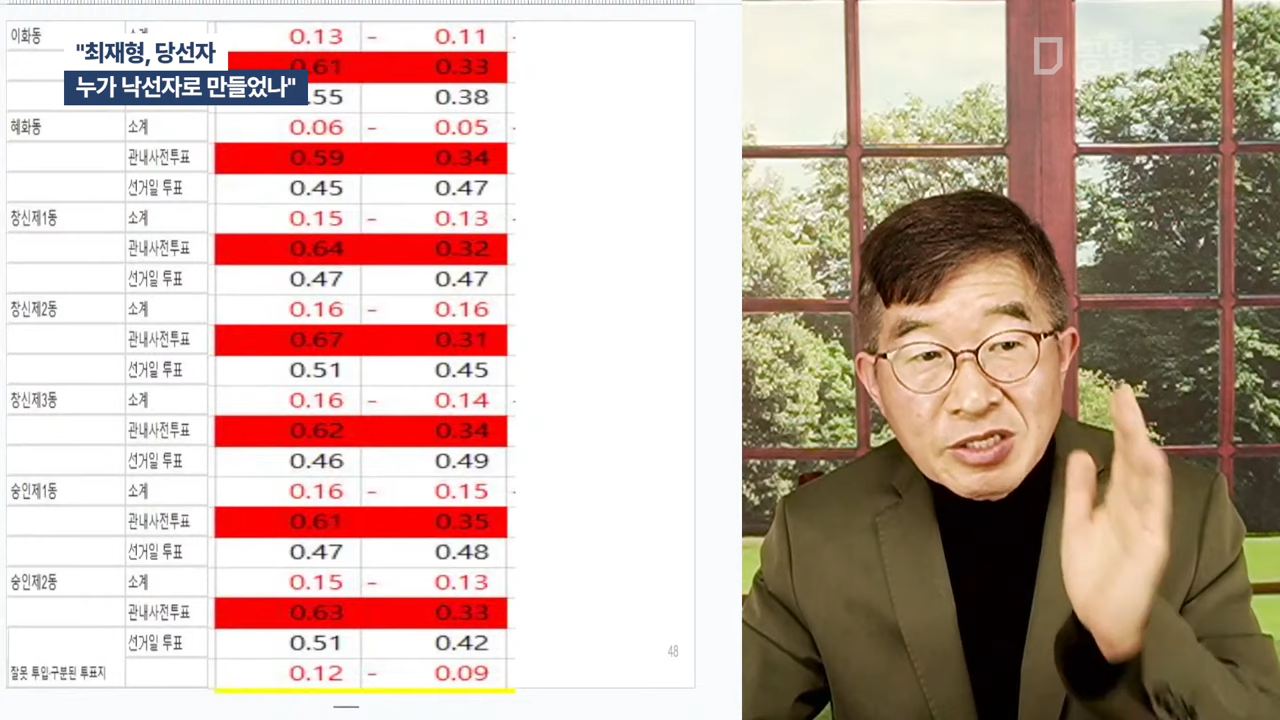 "최재형, 당선자
누가 낙선자로 만들었나"
이화동 0.13 - 0.11
0.61 0.33
.55 0.38
혜화동 소계 0.06 - 0.05
관내사전투표 0.59 0.34
선거일 투표 0.45 0.47
창신제1동 소계 0.15 - 0.13
관내사전투표 0.64 0.32
선거일 투표 0.47 0.47
창신제2동 소계 0.16 - 0.16
관내사전투표 0.67 0.31
선거일 투표 0.51 0.45
창신제3동 소계 0.16 - 0.14
관내사전투표 0.62 0.34
선거일 투표 0.46 0.49
숭인제1동 소계 0.16 - 0.15
관내사전투표 0.61 0.35
선거일 투표 0.47 0.48
숭인제2동 소계 0.15 - 0.13
관내사전투표 0.63 0.33
선거일 투표 0.51 0.42
잘못 투입·구분된 투표지 0.12 - 0.09
48